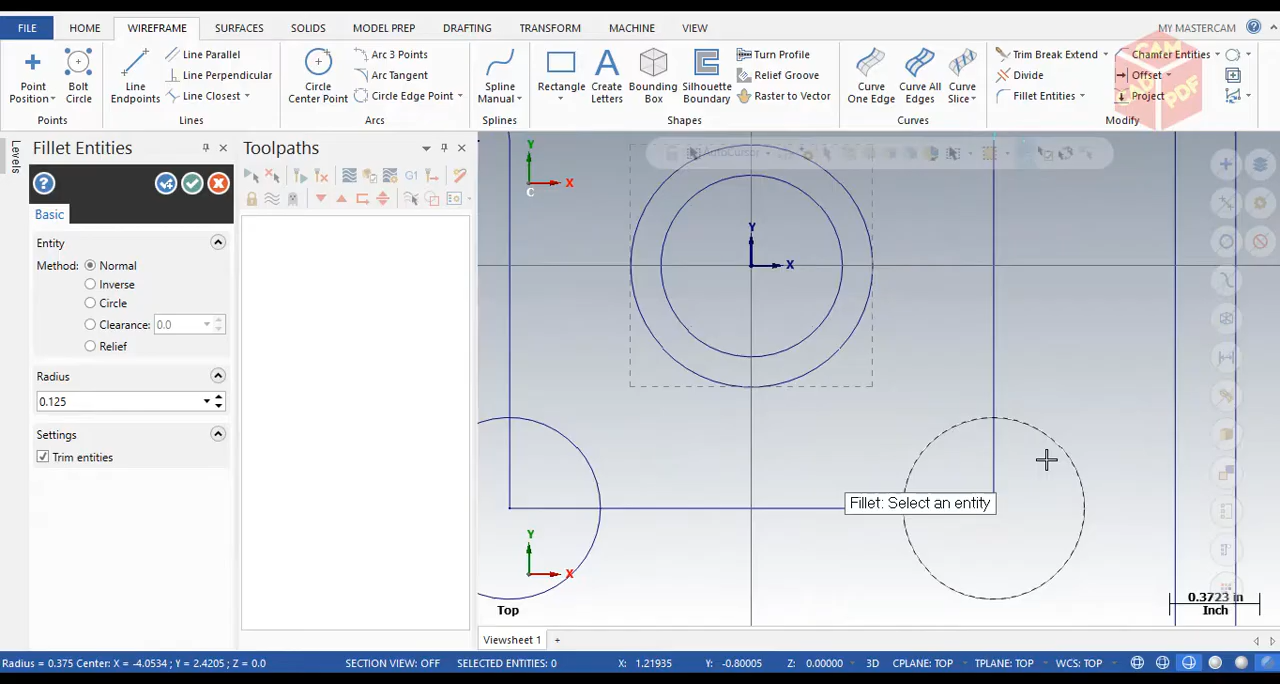 FILE HOME WIREFRAME SURFACES SOLIDS MODEL PREP DRAFTING TRANSFORM MACHINE VIEW MY MASTERCAM
Point Position
Bolt Circle
Points
Line Endpoints
Line Parallel
Line Perpendicular
Line Closest
Lines
Circle Center Point
Arc 3 Points
Arc Tangent
Circle Edge Point
Arcs
Spline Manual
Splines
Rectangle
Create Letters
Bounding Box
Silhouette Boundary
Turn Profile
Relief Groove
Raster to Vector
Shapes
Curve One Edge
Curve All Edges
Curve Slice
Curves
Trim Break Extend
Divide
Fillet Entities
Chamfer Entities
Offset
Project
Modify
CAM
CAD
PDF
Levels
Fillet Entities
Basic
Entity
Method: Normal
Inverse
Circle
Clearance: 0.0
Relief
Radius
0.125
Settings
Trim entities
Toolpaths
G1
AutoCursor
Y
X
C
Y
X
Fillet: Select an entity
Y
X
Top
0.3723 in
Inch
Viewsheet 1 +
Radius = 0.375 Center: X = -4.0534 ; Y = 2.4205 ; Z = 0.0 SECTION VIEW: OFF SELECTED ENTITIES: 0 X: 1.21935 Y: -0.80005 Z: 0.00000 3D CPLANE: TOP TPLANE: TOP WCS: TOP